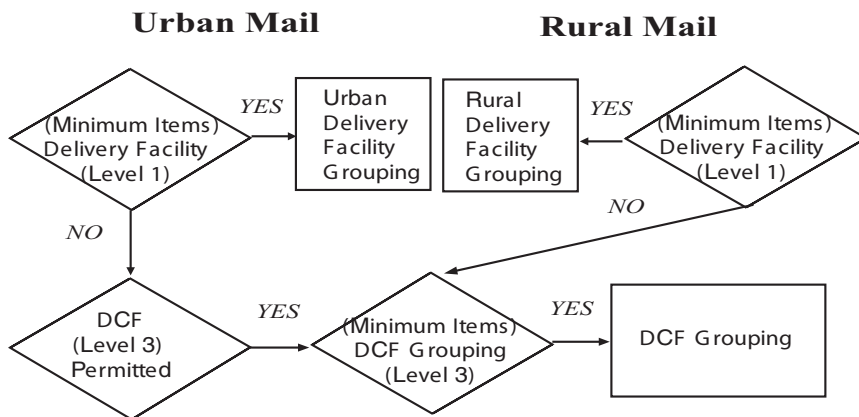 Urban Mail
Rural Mail
(Minimum Items)
Delivery Facility
(Level 1)
YES
Urban
Delivery
Facility
Grouping
Rural
Delivery
Facility
Grouping
YES
(Minimum Items)
Delivery Facility
(Level 1)
NO
NO
DCF
(Level 3)
Permitted
YES
(Minimum Items)
DCF Grouping
(Level 3)
YES
DCF Grouping